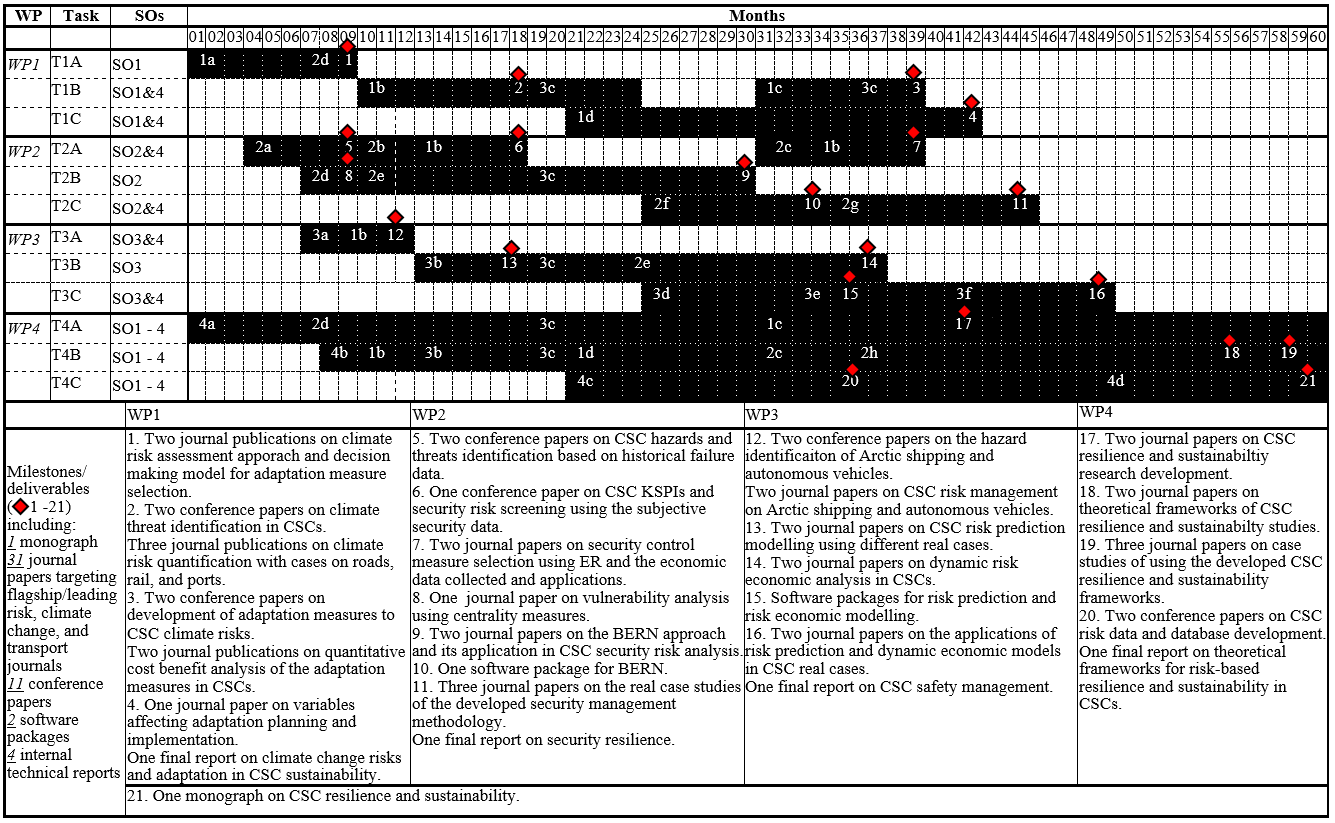 WP Task SOs Months
01 02 03 04 05 06 07 08 09 10 11 12 13 14 15 16 17 18 19 20 21 22 23 24 25 26 27 28 29 30 31 32 33 34 35 36 37 38 39 40 41 42 43 44 45 46 47 48 49 50 51 52 53 54 55 56 57 58 59 60
WP1 T1A SO1 1a 2d 1
T1B SO1&4 1b 2 3c 1c 3c 3
T1C SO1&4 1d 4
WP2 T2A SO2&4 2a 5 2b 1b 6 2c 1b 7
T2B SO2 2d 8 2e 3c 9
T2C SO2&4 2f 10 2g 11
WP3 T3A SO3&4 3a 1b 12
T3B SO3 3b 13 3c 2e 14
T3C SO3&4 3d 3e 15 3f 16
WP4 T4A SO1 - 4 4a 2d 3c 1c 17
T4B SO1 - 4 4b 1b 3b 3c 1d 2c 2h 18 19
T4C SO1 - 4 4c 20 4d 21
Milestones/
deliverables
(1 -21)
including:
1 monograph
31 journal
papers targeting
flagship/leading
risk, climate
change, and
transport
journals
11 conference
papers
2 software
packages
4 internal
technical reports
WP1
1. Two journal publications on climate
risk assessment apporach and decision
making model for adaptation measure
selection.
2. Two conference papers on climate
threat identification in CSCs.
Three journal publications on climate
risk quantification with cases on roads,
rail, and ports.
3. Two conference papers on
development of adaptation measures to
CSC climate risks.
Two journal publications on quantitative
cost benefit analysis of the adaptation
measures in CSCs.
4. One journal paper on variables
affecting adaptation planning and
implementation.
One final report on climate change risks
and adaptation in CSC sustainability.
WP2
5. Two conference papers on CSC hazards and
threats identification based on historical failure
data.
6. One conference paper on CSC KSPIs and
security risk screening using the subjective
security data.
7. Two journal papers on security control
measure selection using ER and the economic
data collected and applications.
8. One journal paper on vulnerability analysis
using centrality measures.
9. Two journal papers on the BERN approach
and its application in CSC security risk analysis.
10. One software package for BERN.
11. Three journal papers on the real case studies
of the developed security management
methodology.
One final report on security resilience.
WP3
12. Two conference papers on the hazard
identificaiton of Arctic shipping and
autonomous vehicles.
Two journal papers on CSC risk management
on Arctic shipping and autonomous vehicles.
13. Two journal papers on CSC risk prediction
modelling using different real cases.
14. Two journal papers on dynamic risk
economic analysis in CSCs.
15. Software packages for risk prediction and
risk economic modelling.
16. Two journal papers on the applications of
risk prediction and dynamic economic models
in CSC real cases.
One final report on CSC safety management.
WP4
17. Two journal papers on CSC
resilience and sustainabiltiy
research development.
18. Two journal papers on
theoretical frameworks of CSC
resilience and sustainabilty studies.
19. Three journal papers on case
studies of using the developed CSC
resilience and sustainability
frameworks.
20. Two conference papers on CSC
risk data and database development.
One final report on theoretical
frameworks for risk-based
resilience and sustainability in
CSCs.
21. One monograph on CSC resilience and sustainability.